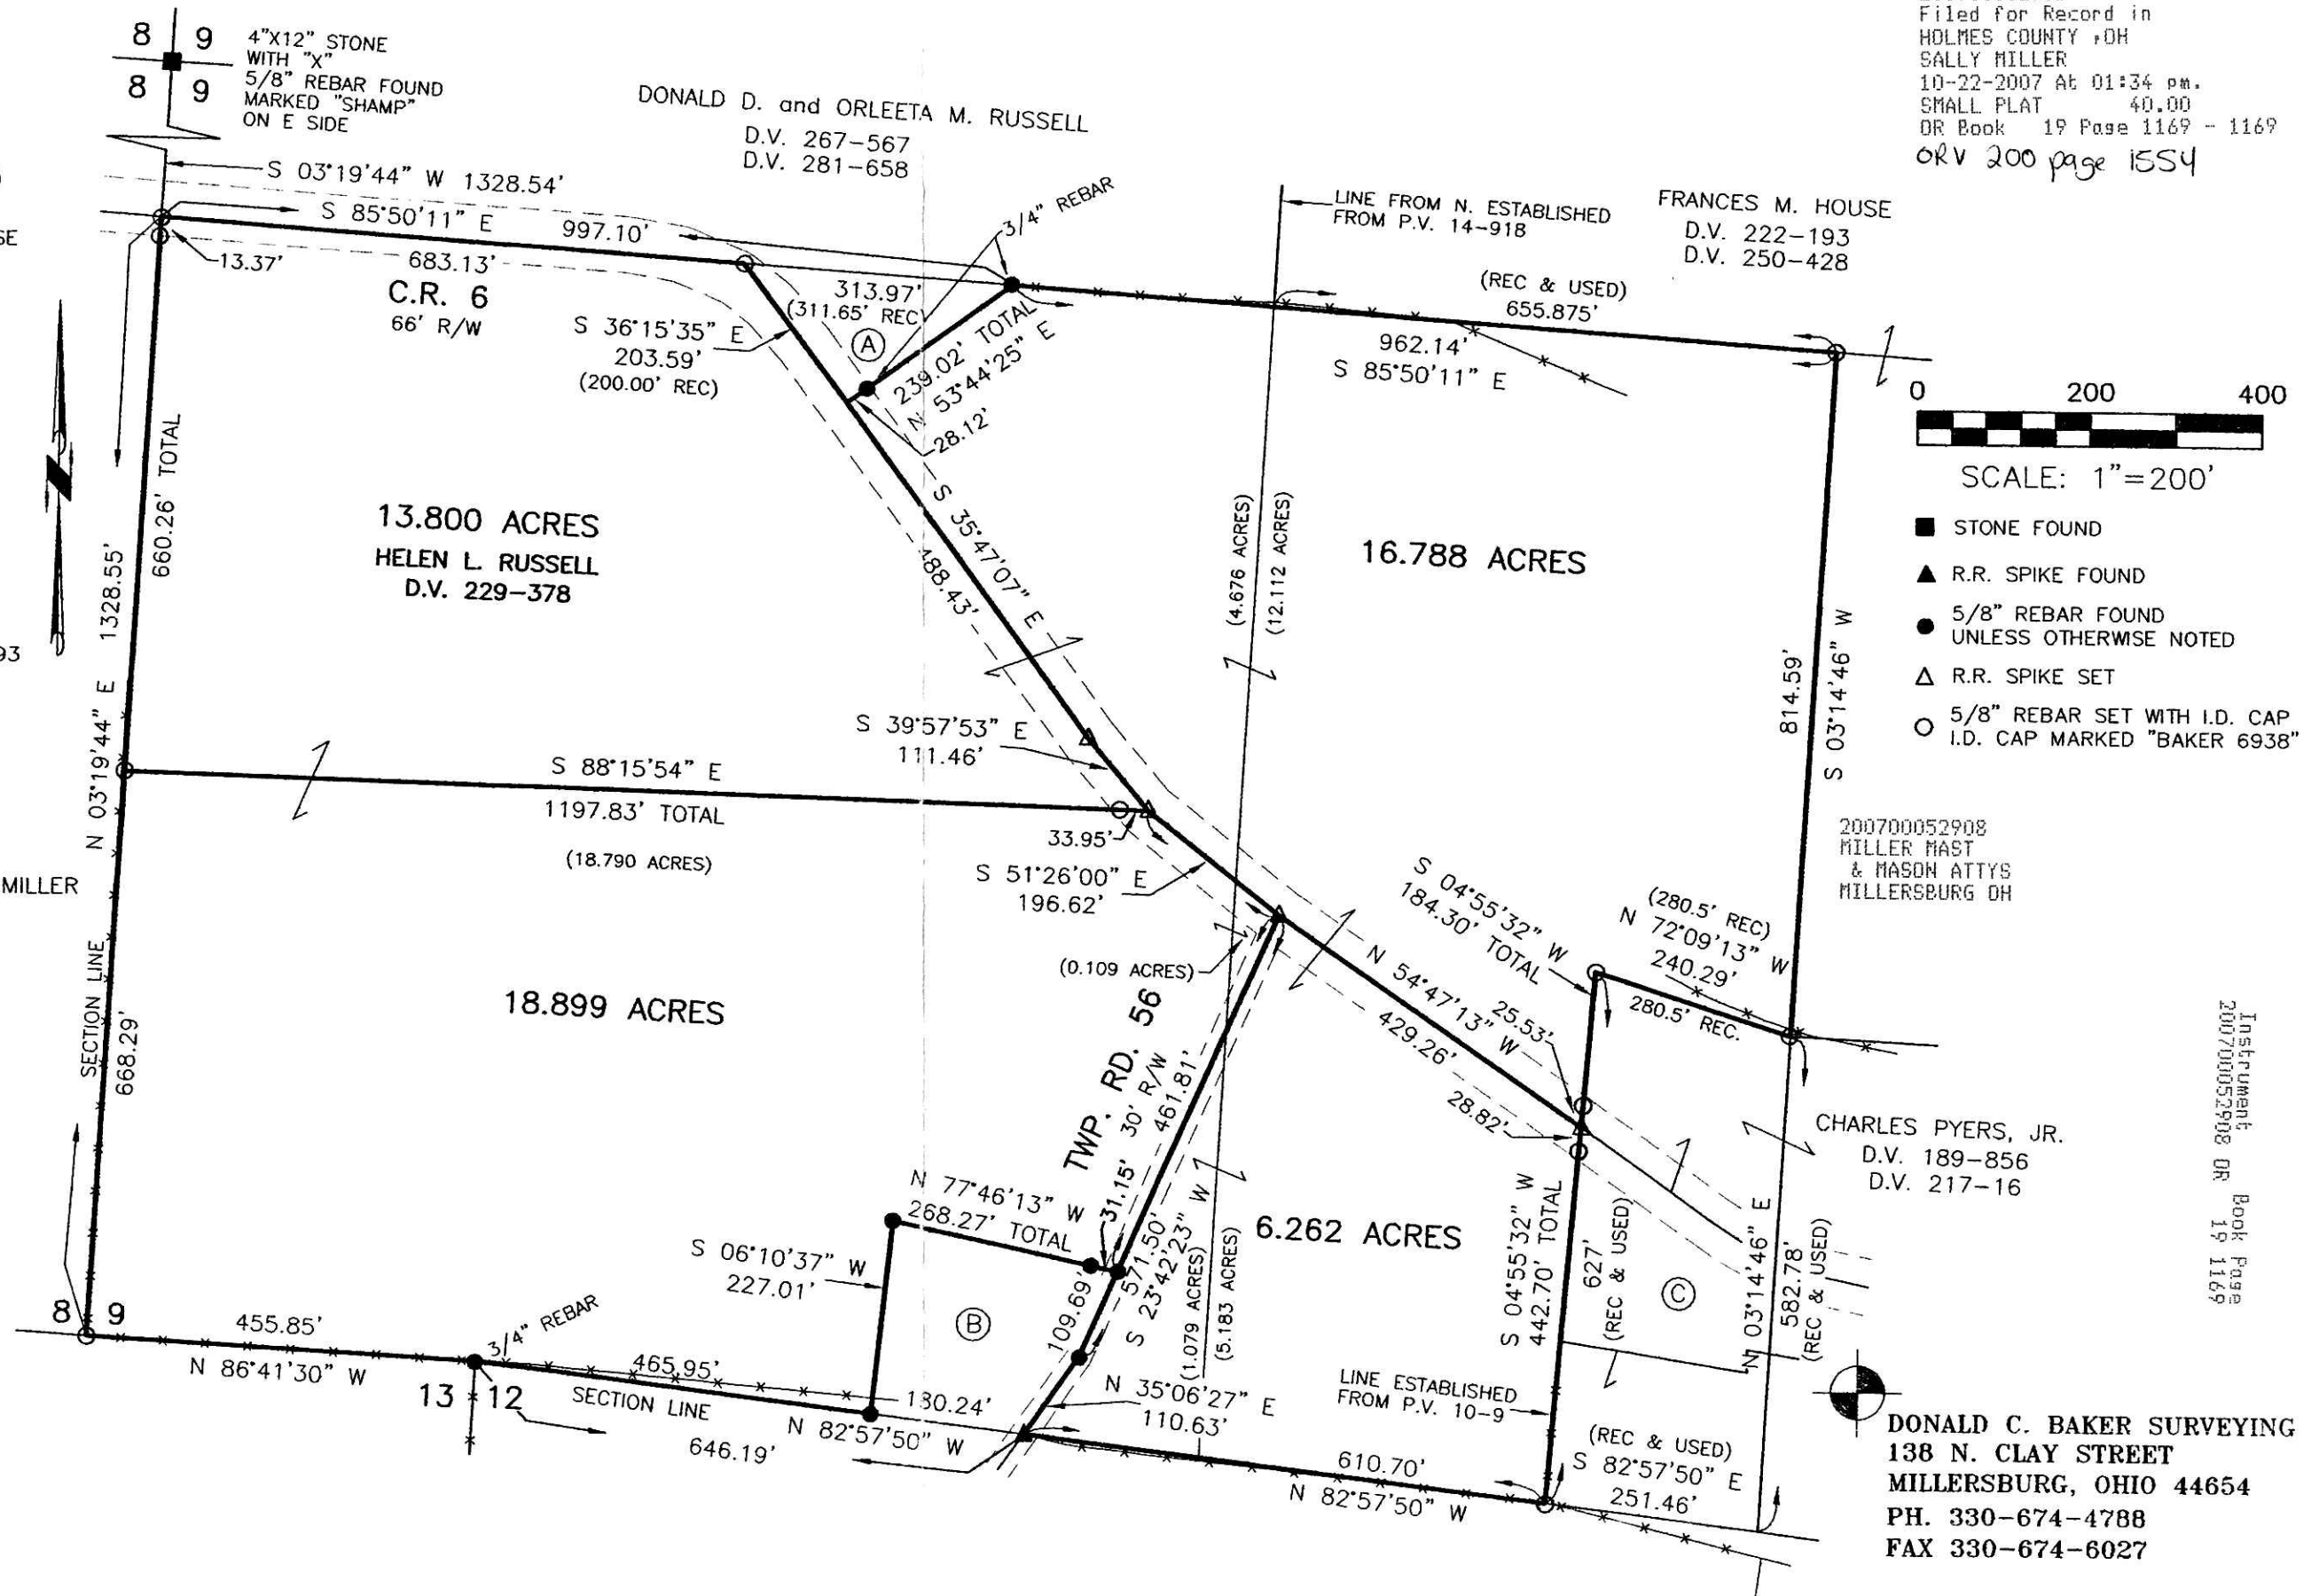 Filed for Record in
HOLMES COUNTY ,OH
SALLY MILLER
10-22-2007 At 01:34 pm.
SMALL PLAT 40.00
OR Book 19 Page 1169 - 1169
ORV 200 page 1554
8 9
8 9
4"X12" STONE
WITH "X"
5/8" REBAR FOUND
MARKED "SHAMP"
ON E SIDE
DONALD D. and ORLEETA M. RUSSELL
D.V. 267-567
D.V. 281-658
S 03°19'44" W 1328.54'
S 85°50'11" E 997.10'
13.37'
683.13'
C.R. 6
66' R/W
3/4" REBAR
313.97'
(311.65' REC)
A
S 36°15'35" E
203.59'
(200.00' REC)
239.02' TOTAL
N 53°44'25" E
28.12'
LINE FROM N. ESTABLISHED
FROM P.V. 14-918
FRANCES M. HOUSE
D.V. 222-193
D.V. 250-428
(REC & USED)
655.875'
962.14'
S 85°50'11" E
0 200 400
SCALE: 1"=200'
STONE FOUND
R.R. SPIKE FOUND
5/8" REBAR FOUND
UNLESS OTHERWISE NOTED
R.R. SPIKE SET
5/8" REBAR SET WITH I.D. CAP
I.D. CAP MARKED "BAKER 6938"
SE
93
MILLER
660.26' TOTAL
N 03°19'44" E 1328.55'
13.800 ACRES
HELEN L. RUSSELL
D.V. 229-378
S 35°47'07" E
488.43'
(4.676 ACRES)
(12.112 ACRES)
16.788 ACRES
814.59'
S 03°14'46" W
S 39°57'53" E
111.46'
S 88°15'54" E
1197.83' TOTAL
(18.790 ACRES)
33.95'
S 51°26'00" E
196.62'
200700052908
MILLER MAST
& MASON ATTYS
MILLERSBURG OH
S 04°55'32" W
184.30' TOTAL
(280.5' REC)
N 72°09'13" W
240.29'
280.5' REC.
SECTION LINE
668.29'
18.899 ACRES
(0.109 ACRES)
TWP. RD. 56
30' R/W
461.81'
N 54°47'13" W
429.26'
25.53'
28.82'
CHARLES PYERS, JR.
D.V. 189-856
D.V. 217-16
Instrument Book Page
200700052908 OR 19 1169
N 77°46'13" W
268.27' TOTAL
31.15'
S 06°10'37" W
227.01'
B
109.69'
571.50'
S 23°42'23" W
(1.079 ACRES)
(5.183 ACRES)
6.262 ACRES
S 04°55'32" W
442.70' TOTAL
627'
(REC & USED)
C
N 03°14'46" E
582.78'
(REC & USED)
8 9
455.85'
N 86°41'30" W
3/4" REBAR
13 12
465.95'
SECTION LINE
130.24'
N 82°57'50" W
646.19'
N 35°06'27" E
110.63'
LINE ESTABLISHED
FROM P.V. 10-9
610.70'
N 82°57'50" W
(REC & USED)
S 82°57'50" E
251.46'
DONALD C. BAKER SURVEYING
138 N. CLAY STREET
MILLERSBURG, OHIO 44654
PH. 330-674-4788
FAX 330-674-6027